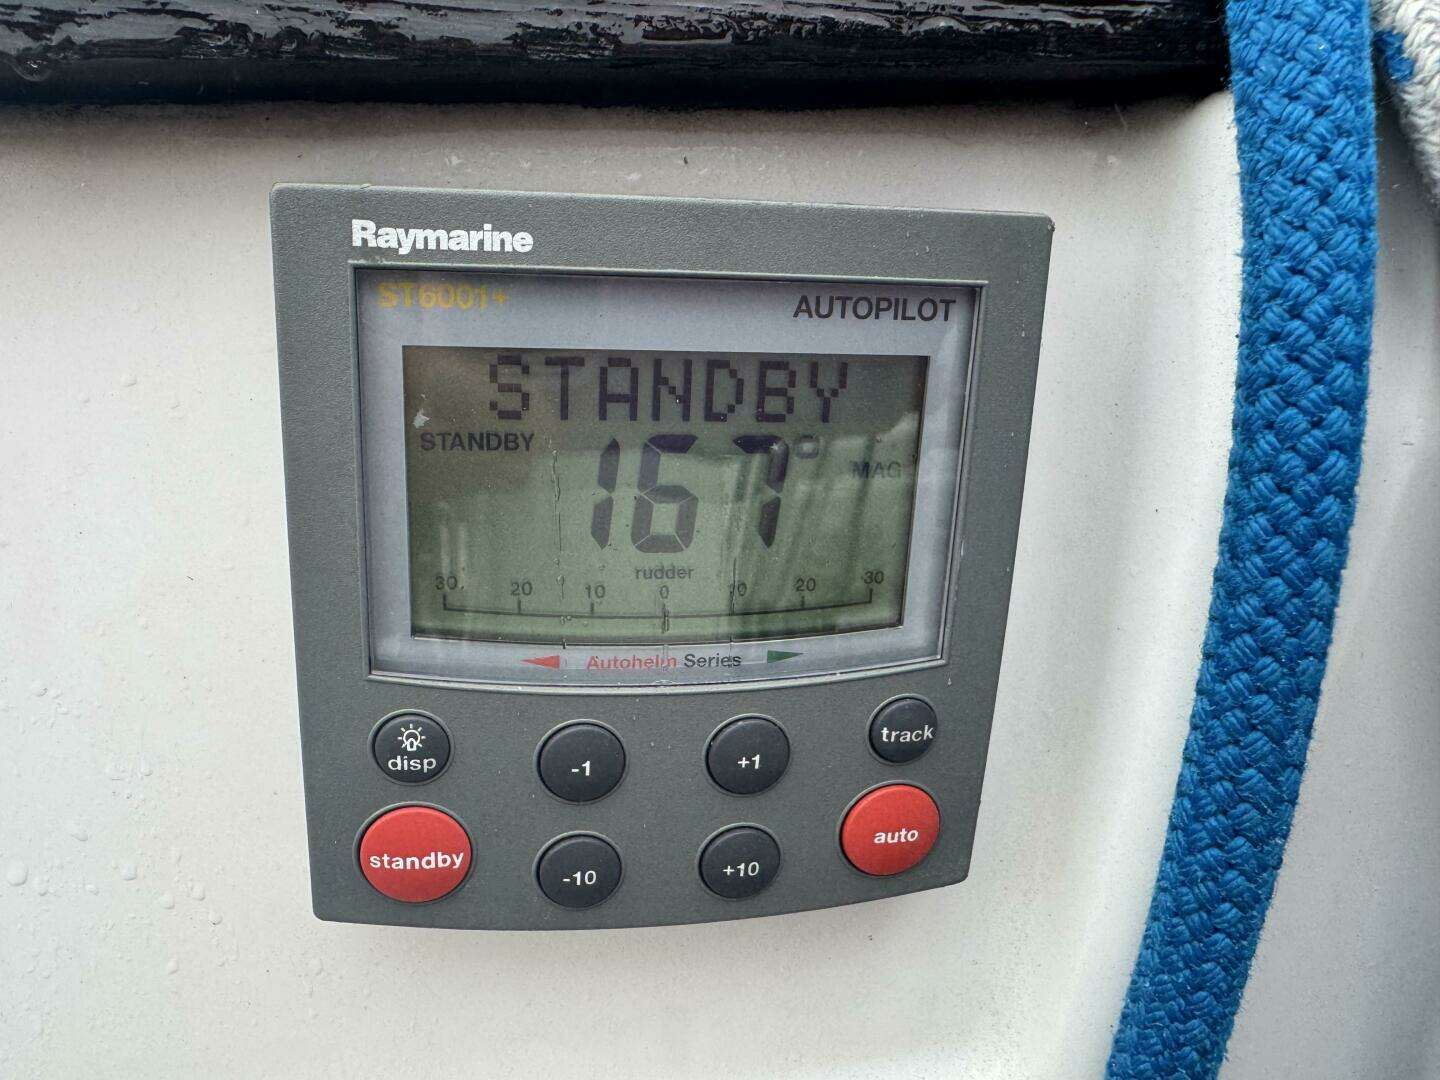 Raymarine
ST6001+ AUTOPILOT
STANDBY
STANDBY 167° MAG
rudder
30 20 10 0 10 20 30
Autohelm Series
disp -1 +1 track
standby -10 +10 auto